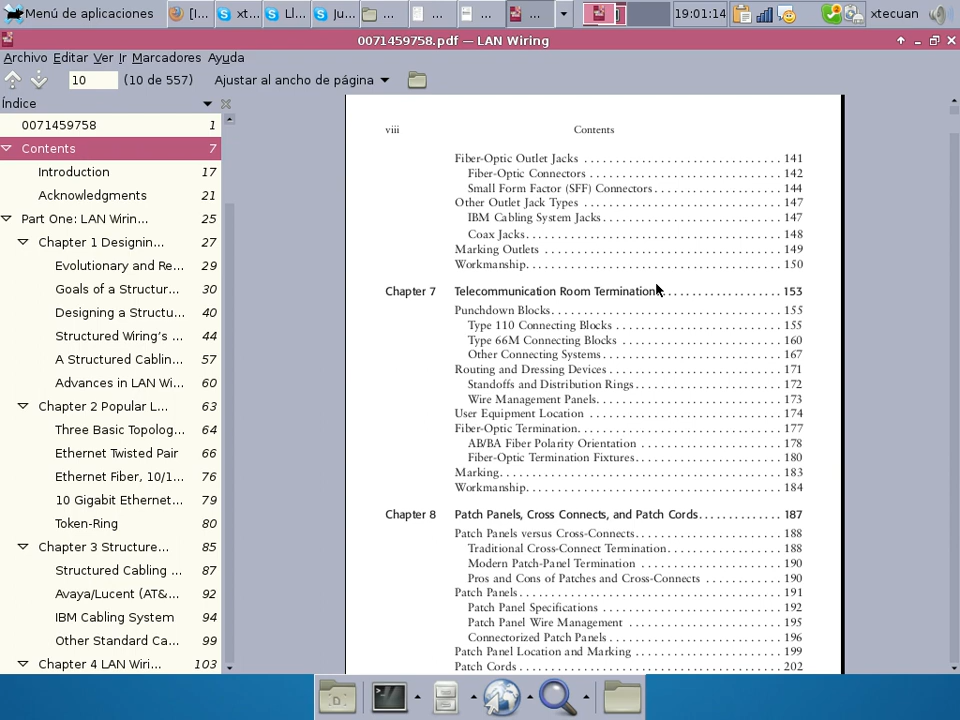 Menú de aplicaciones
[I...
xt...
Ll...
Ju...
...
...
...
...
19:01:14
xtecuan
0071459758.pdf — LAN Wiring
Archivo Editar Ver Ir Marcadores Ayuda
10 (10 de 557) Ajustar al ancho de página
Índice
0071459758 1
Contents 7
Introduction 17
Acknowledgments 21
Part One: LAN Wirin... 25
Chapter 1 Designin... 27
Evolutionary and Re... 29
Goals of a Structur... 30
Designing a Structu... 40
Structured Wiring's ... 44
A Structured Cablin... 57
Advances in LAN Wi... 60
Chapter 2 Popular L... 63
Three Basic Topolog... 64
Ethernet Twisted Pair 66
Ethernet Fiber, 10/1... 76
10 Gigabit Ethernet... 79
Token-Ring 80
Chapter 3 Structure... 85
Structured Cabling ... 87
Avaya/Lucent (AT&... 92
IBM Cabling System 94
Other Standard Ca... 99
Chapter 4 LAN Wiri... 103
viii Contents
Fiber-Optic Outlet Jacks . . . . . . . . . . . . . . . . . . . . . . . . . . . . . . 141
Fiber-Optic Connectors . . . . . . . . . . . . . . . . . . . . . . . . . . . . . . 142
Small Form Factor (SFF) Connectors . . . . . . . . . . . . . . . . . . . . 144
Other Outlet Jack Types . . . . . . . . . . . . . . . . . . . . . . . . . . . . . . 147
IBM Cabling System Jacks . . . . . . . . . . . . . . . . . . . . . . . . . . . . 147
Coax Jacks . . . . . . . . . . . . . . . . . . . . . . . . . . . . . . . . . . . . . . . 148
Marking Outlets . . . . . . . . . . . . . . . . . . . . . . . . . . . . . . . . . . . . 149
Workmanship . . . . . . . . . . . . . . . . . . . . . . . . . . . . . . . . . . . . . . 150
Chapter 7 Telecommunication Room Termination . . . . . . . . . . . . . . . . . . 153
Punchdown Blocks . . . . . . . . . . . . . . . . . . . . . . . . . . . . . . . . . . . 155
Type 110 Connecting Blocks . . . . . . . . . . . . . . . . . . . . . . . . . . 155
Type 66M Connecting Blocks . . . . . . . . . . . . . . . . . . . . . . . . . 160
Other Connecting Systems . . . . . . . . . . . . . . . . . . . . . . . . . . . . 167
Routing and Dressing Devices . . . . . . . . . . . . . . . . . . . . . . . . . . 171
Standoffs and Distribution Rings . . . . . . . . . . . . . . . . . . . . . . . 172
Wire Management Panels . . . . . . . . . . . . . . . . . . . . . . . . . . . . 173
User Equipment Location . . . . . . . . . . . . . . . . . . . . . . . . . . . . . 174
Fiber-Optic Termination . . . . . . . . . . . . . . . . . . . . . . . . . . . . . . . 177
AB/BA Fiber Polarity Orientation . . . . . . . . . . . . . . . . . . . . . . 178
Fiber-Optic Termination Fixtures . . . . . . . . . . . . . . . . . . . . . . . 180
Marking . . . . . . . . . . . . . . . . . . . . . . . . . . . . . . . . . . . . . . . . . . . 183
Workmanship . . . . . . . . . . . . . . . . . . . . . . . . . . . . . . . . . . . . . . 184
Chapter 8 Patch Panels, Cross Connects, and Patch Cords . . . . . . . . . . . . . 187
Patch Panels versus Cross-Connects . . . . . . . . . . . . . . . . . . . . . . 188
Traditional Cross-Connect Termination . . . . . . . . . . . . . . . . . . 188
Modern Patch-Panel Termination . . . . . . . . . . . . . . . . . . . . . . 190
Pros and Cons of Patches and Cross-Connects . . . . . . . . . . . . 190
Patch Panels . . . . . . . . . . . . . . . . . . . . . . . . . . . . . . . . . . . . . . . . 191
Patch Panel Specifications . . . . . . . . . . . . . . . . . . . . . . . . . . . . 192
Patch Panel Wire Management . . . . . . . . . . . . . . . . . . . . . . . . 195
Connectorized Patch Panels . . . . . . . . . . . . . . . . . . . . . . . . . . . 196
Patch Panel Location and Marking . . . . . . . . . . . . . . . . . . . . . . . 199
Patch Cords . . . . . . . . . . . . . . . . . . . . . . . . . . . . . . . . . . . . . . . . 202